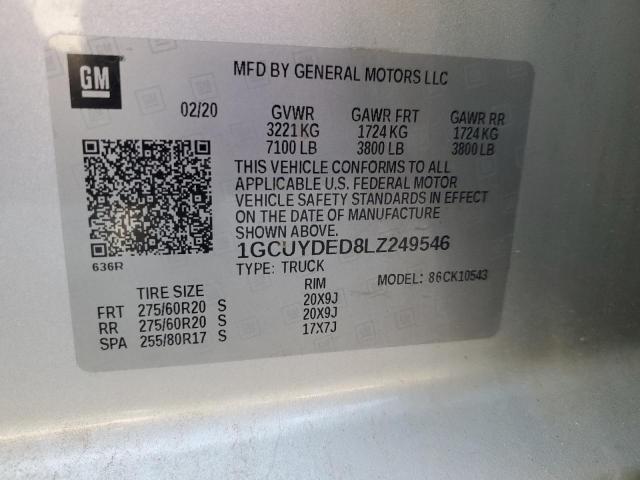 GM
MFD BY GENERAL MOTORS LLC
02/20 GVWR GAWR FRT GAWR RR
3221 KG 1724 KG 1724 KG
7100 LB 3800 LB 3800 LB
THIS VEHICLE CONFORMS TO ALL
APPLICABLE U.S. FEDERAL MOTOR
VEHICLE SAFETY STANDARDS IN EFFECT
ON THE DATE OF MANUFACTURE
SHOWN ABOVE.
1GCUYDED8LZ249546
636R
TYPE: TRUCK
MODEL: 86CK10543
TIRE SIZE RIM
FRT 275/60R20 S 20X9J
RR 275/60R20 S 20X9J
SPA 255/80R17 S 17X7J